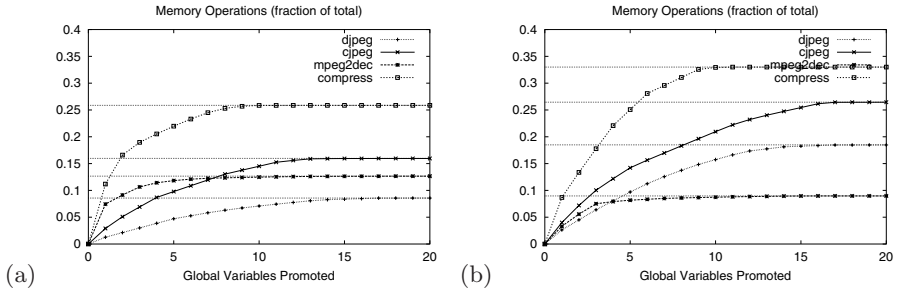 Memory Operations (fraction of total)
0.4
0.35
0.3
0.25
0.2
0.15
0.1
0.05
0
djpeg
cjpeg
mpeg2dec
compress
0 5 10 15 20
Global Variables Promoted
(a)
Memory Operations (fraction of total)
0.4
0.35
0.3
0.25
0.2
0.15
0.1
0.05
0
djpeg
cjpeg
mpeg2dec
compress
0 5 10 15 20
Global Variables Promoted
(b)